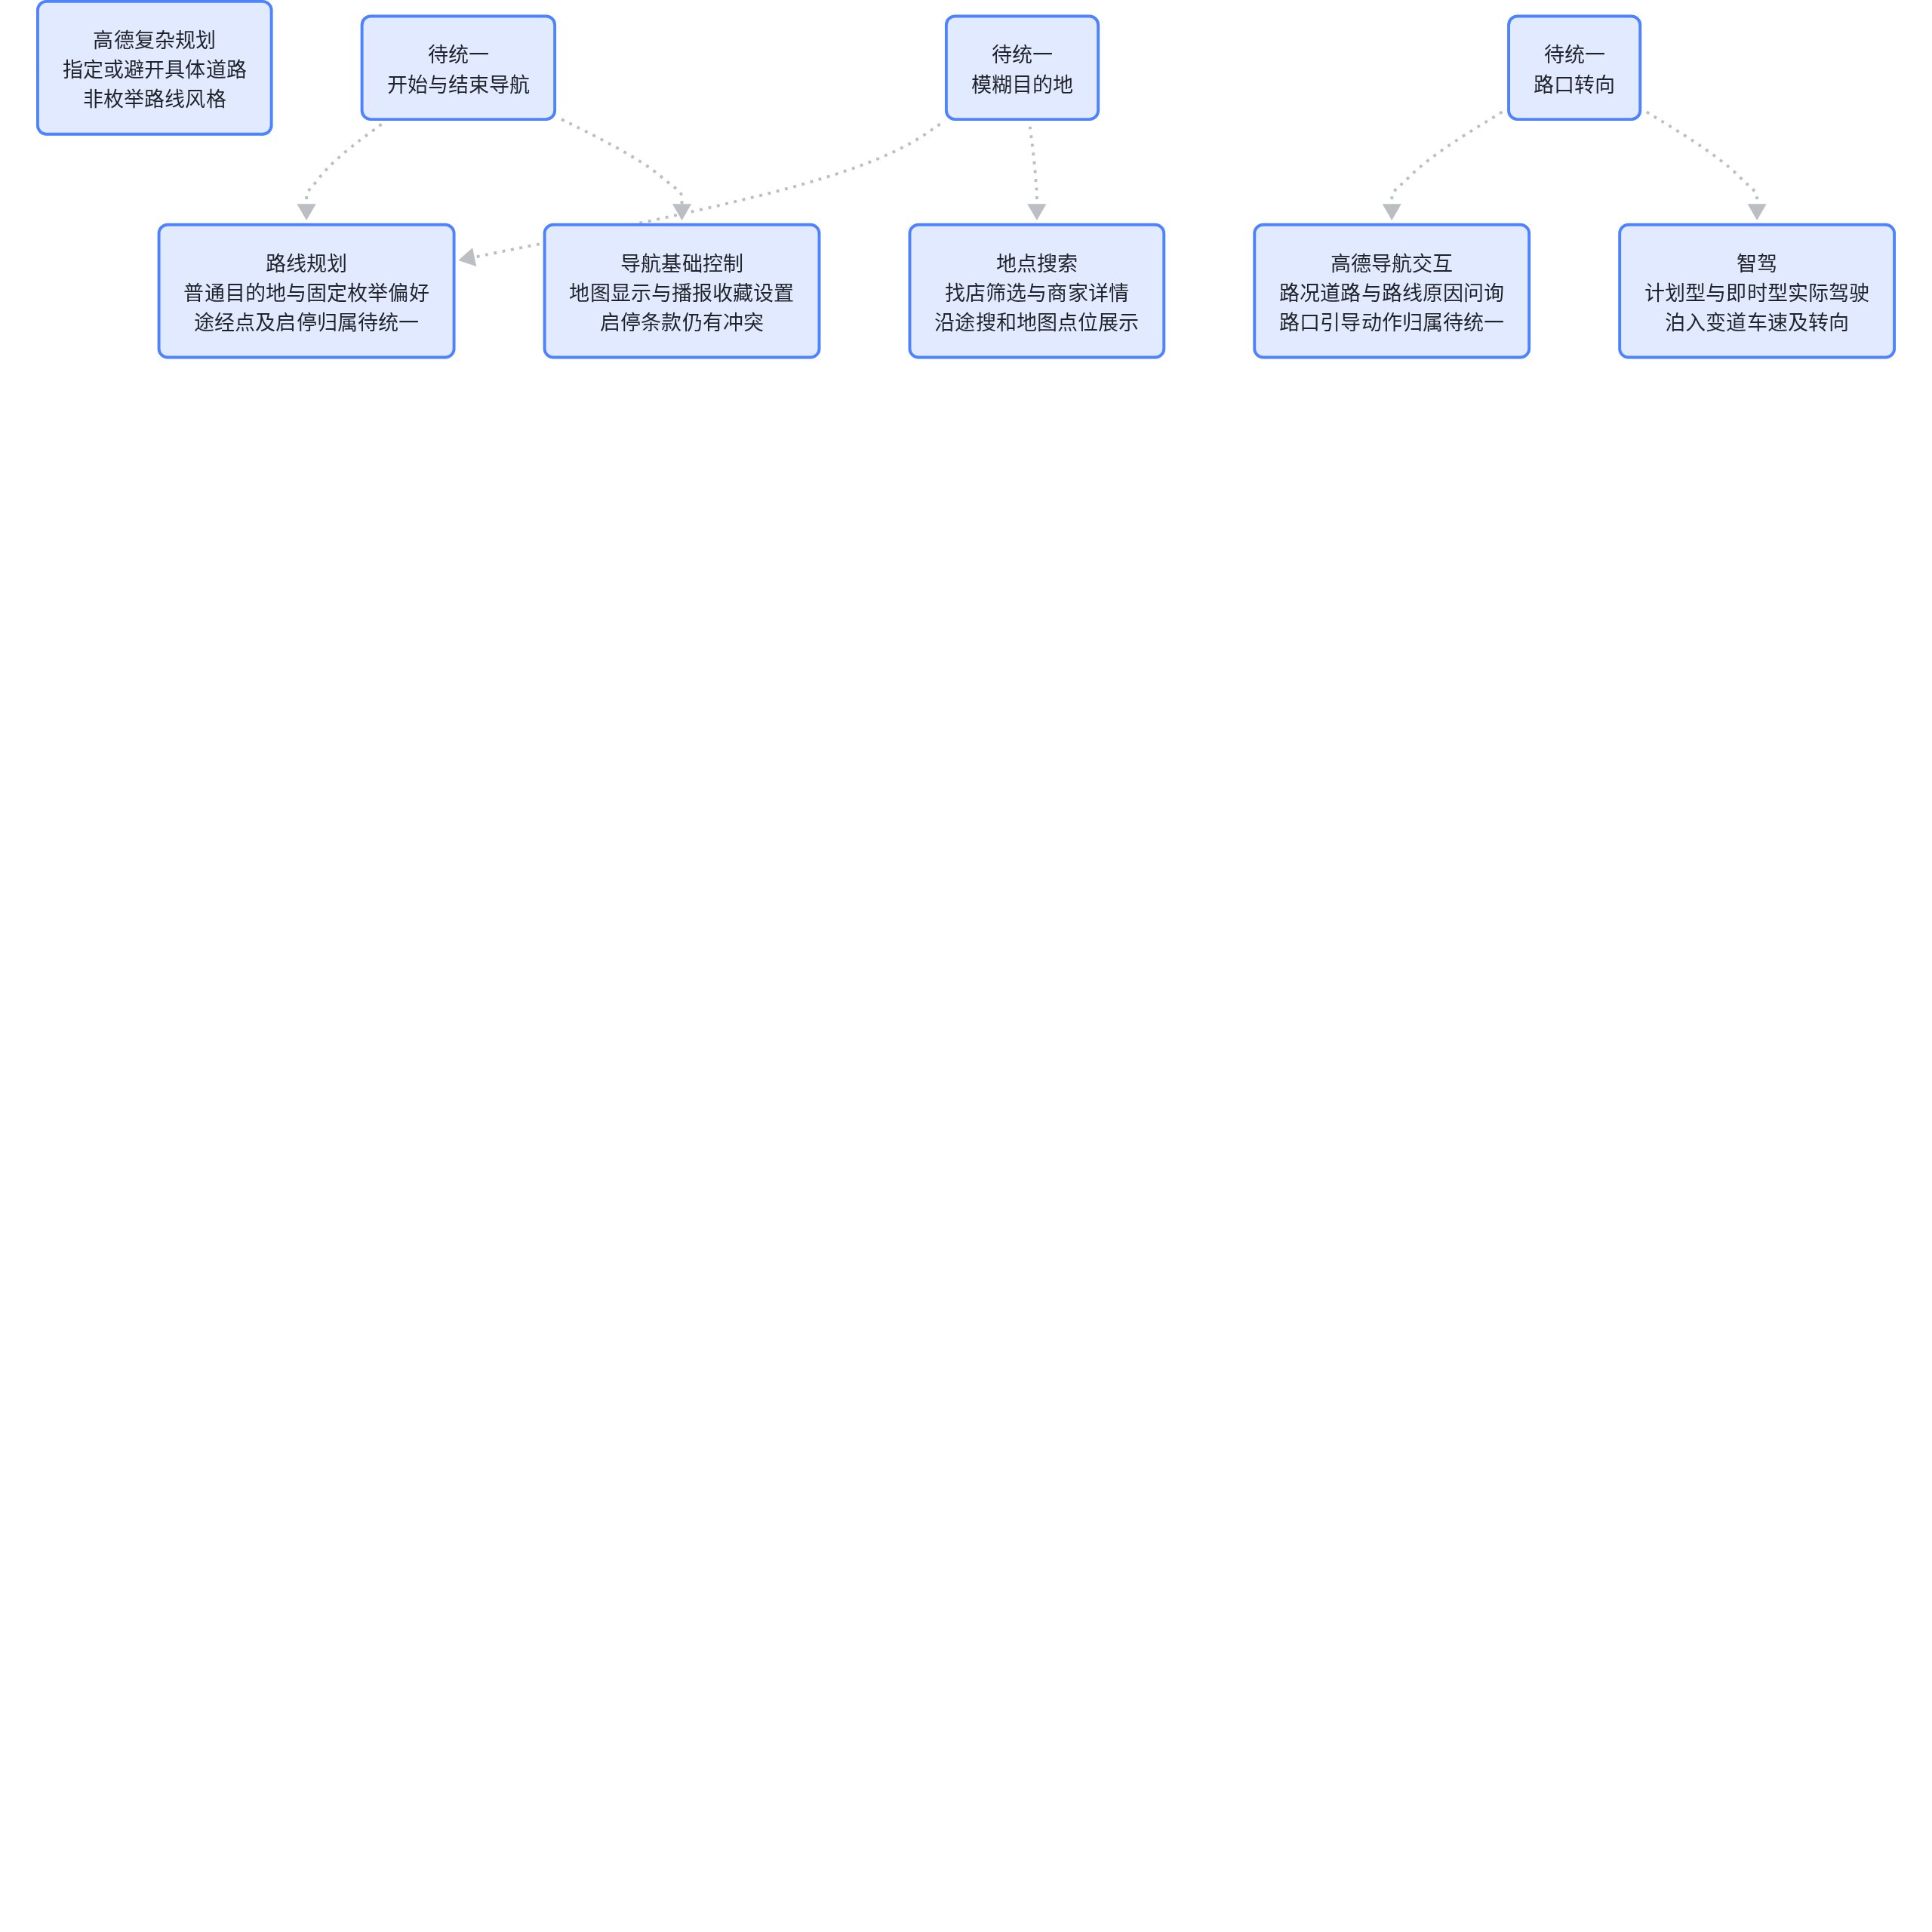 高德复杂规划
指定或避开具体道路
非枚举路线风格
待统一
开始与结束导航
待统一
模糊目的地
待统一
路口转向
路线规划
普通目的地与固定枚举偏好
途经点及启停归属待统一
导航基础控制
地图显示与播报收藏设置
启停条款仍有冲突
地点搜索
找店筛选与商家详情
沿途搜和地图点位展示
高德导航交互
路况道路与路线原因问询
路口引导动作归属待统一
智驾
计划型与即时型实际驾驶
泊入变道车速及转向